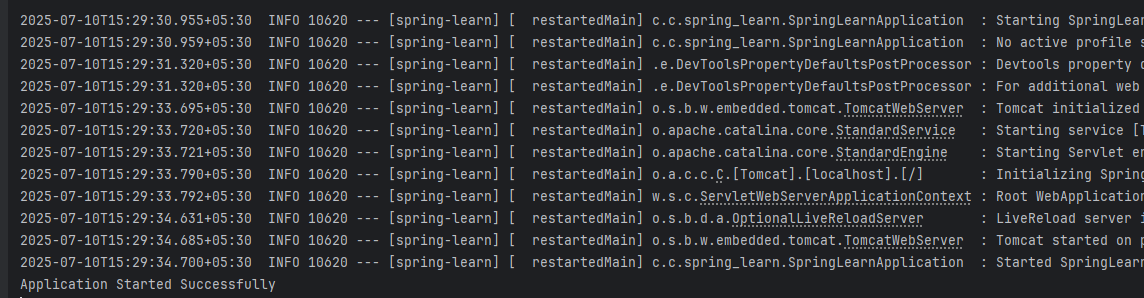 2025-07-10T15:29:30.955+05:30  INFO 10620 --- [spring-learn] [  restartedMain] c.c.spring_learn.SpringLearnApplication  : Starting SpringLear
2025-07-10T15:29:30.959+05:30  INFO 10620 --- [spring-learn] [  restartedMain] c.c.spring_learn.SpringLearnApplication  : No active profile s
2025-07-10T15:29:31.320+05:30  INFO 10620 --- [spring-learn] [  restartedMain] .e.DevToolsPropertyDefaultsPostProcessor : Devtools property
2025-07-10T15:29:31.320+05:30  INFO 10620 --- [spring-learn] [  restartedMain] .e.DevToolsPropertyDefaultsPostProcessor : For additional web
2025-07-10T15:29:33.695+05:30  INFO 10620 --- [spring-learn] [  restartedMain] o.s.b.w.embedded.tomcat.TomcatWebServer  : Tomcat initialized
2025-07-10T15:29:33.720+05:30  INFO 10620 --- [spring-learn] [  restartedMain] o.apache.catalina.core.StandardService   : Starting service [T
2025-07-10T15:29:33.721+05:30  INFO 10620 --- [spring-learn] [  restartedMain] o.apache.catalina.core.StandardEngine    : Starting Servlet en
2025-07-10T15:29:33.790+05:30  INFO 10620 --- [spring-learn] [  restartedMain] o.a.c.c.C.[Tomcat].[localhost].[/]       : Initializing Spring
2025-07-10T15:29:33.792+05:30  INFO 10620 --- [spring-learn] [  restartedMain] w.s.c.ServletWebServerApplicationContext : Root WebApplication
2025-07-10T15:29:34.631+05:30  INFO 10620 --- [spring-learn] [  restartedMain] o.s.b.d.a.OptionalLiveReloadServer       : LiveReload server i
2025-07-10T15:29:34.685+05:30  INFO 10620 --- [spring-learn] [  restartedMain] o.s.b.w.embedded.tomcat.TomcatWebServer  : Tomcat started on p
2025-07-10T15:29:34.700+05:30  INFO 10620 --- [spring-learn] [  restartedMain] c.c.spring_learn.SpringLearnApplication  : Started SpringLearn
Application Started Successfully